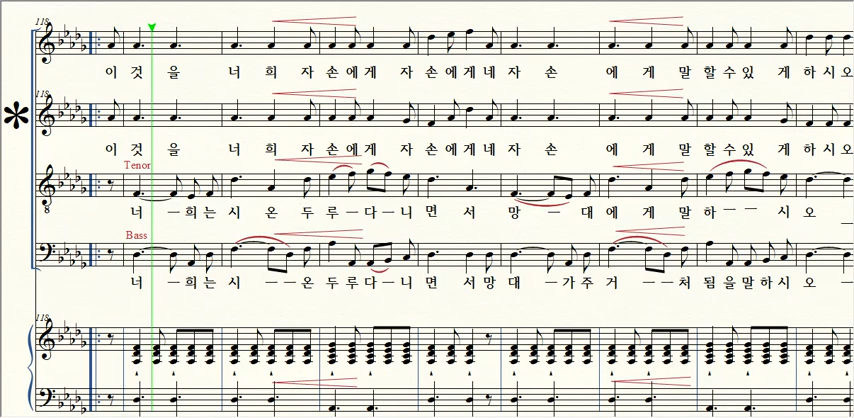 118
이 것 을 너 희 자 손 에 게 자 손 에 게 네 자 손 에 게 말 할 수 있 게 하 시 오
이 것 을 너 희 자 손 에 게 자 손 에 게 네 자 손 에 게 말 할 수 있 게 하 시 오
Tenor
8
너 ─ 희 는 시 온 두 루 ─ 다 ─ 니 면 서 망 ─ 대 에 게 말 하 ─ ─ 시 오
Bass
너 ─ 희 는 시 ─ ─ 온 두 루 다 ─ 니 면 서 망 대 ─ 가 주 거 ─ ─ 처 됨 을 말 하 시 오 ─
118